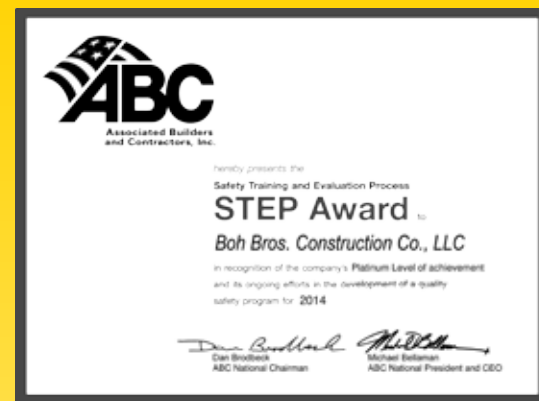 ABC
Associated Builders
and Contractors, Inc.
hereby presents the
Safety Training and Evaluation Process
STEP Award to
Boh Bros. Construction Co., LLC
in recognition of the company's Platinum Level of achievement
and its ongoing efforts in the development of a quality
safety program for 2014
Dan Brodbeck
Michael Bellaman
ABC National Chairman
ABC National President and CEO